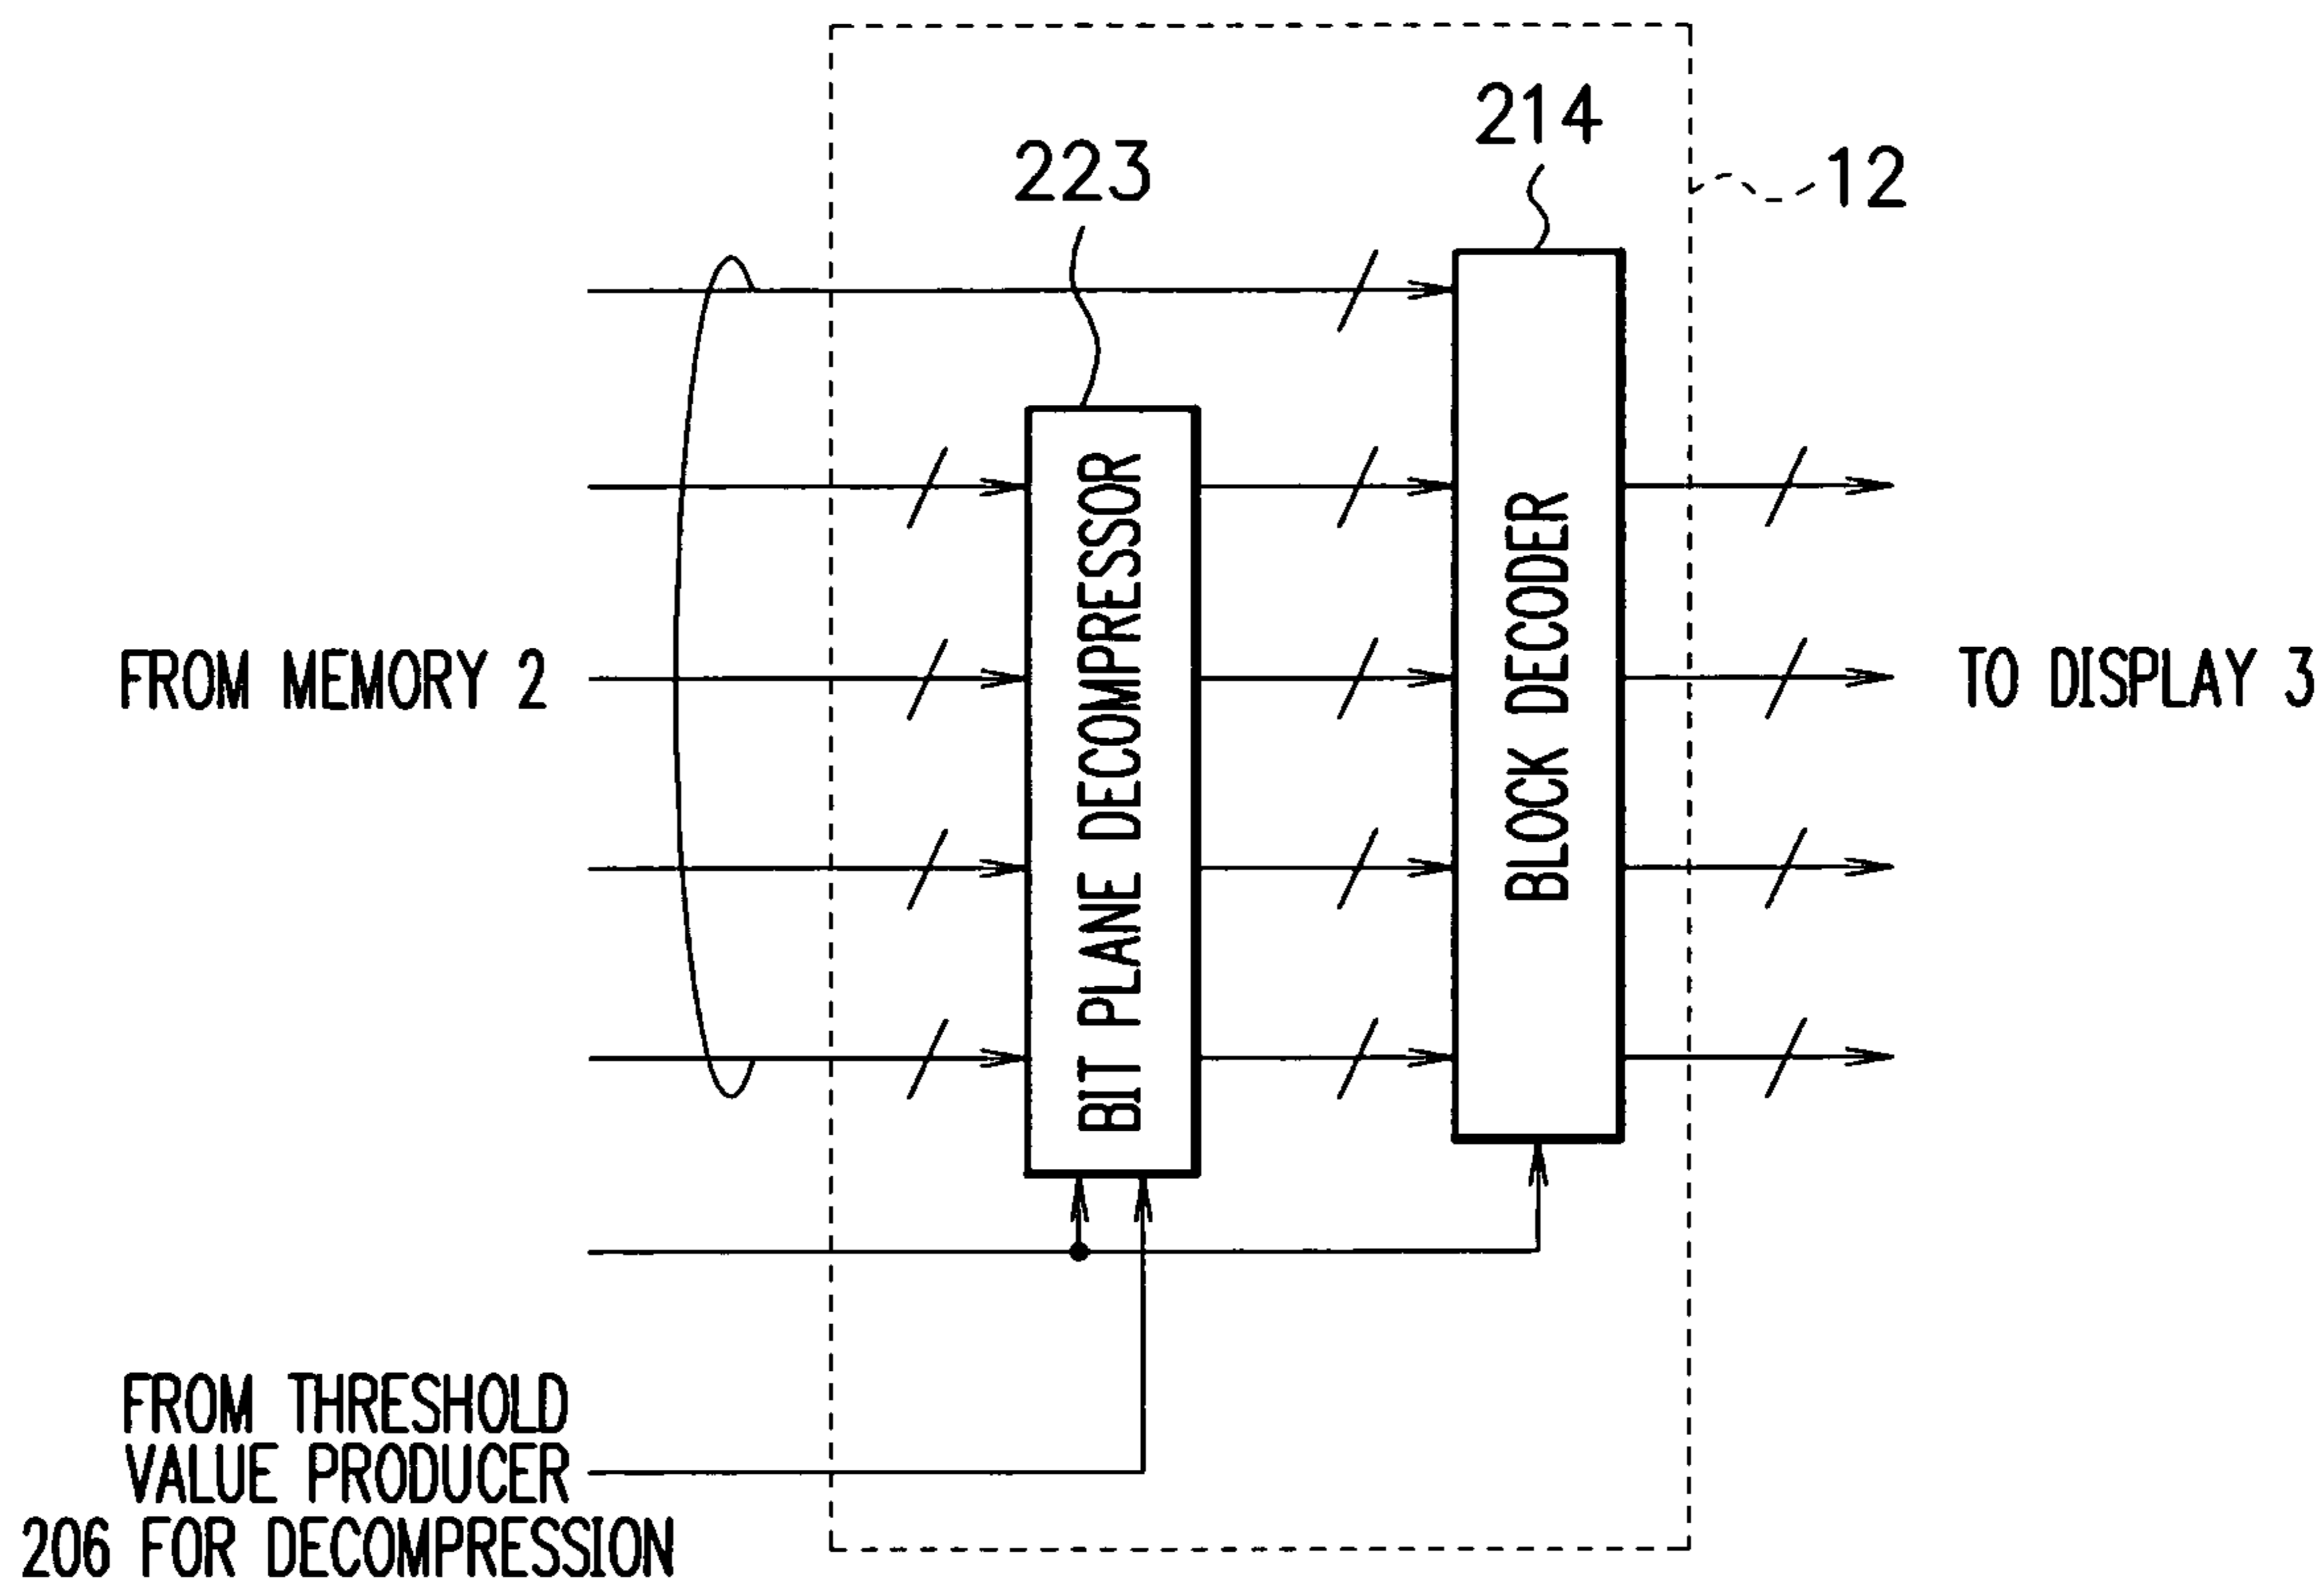 214
223
12
FROM MEMORY 2
BIT PLANE DECOMPRESSOR
BLOCK DECODER
TO DISPLAY 3
FROM THRESHOLD
VALUE PRODUCER
206 FOR DECOMPRESSION